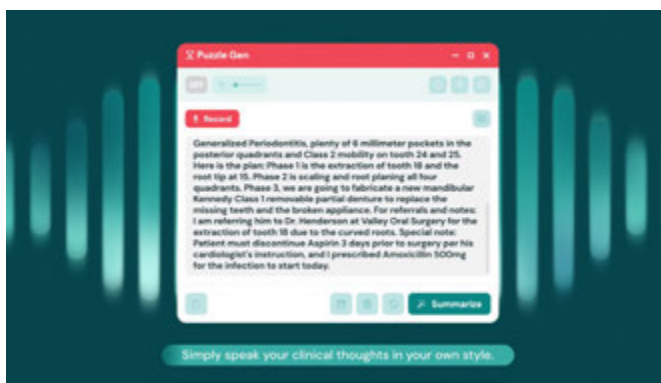 Puzzle Gen
Record
Generalized Periodontitis, plenty of 6 millimeter pockets in the
posterior quadrants and Class 2 mobility on tooth 24 and 25.
Here is the plan: Phase 1 is the extraction of tooth 18 and the
root tip at 15. Phase 2 is scaling and root planing all four
quadrants. Phase 3, we are going to fabricate a new mandibular
Kennedy Class 1 removable partial denture to replace the
missing teeth and the broken appliance. For referrals and notes:
I am referring him to Dr. Henderson at Valley Oral Surgery for the
extraction of tooth 18 due to the curved roots. Special note:
Patient must discontinue Aspirin 3 days prior to surgery per his
cardiologist's instruction, and I prescribed Amoxicillin 500mg
for the infection to start today.
Summarize
Simply speak your clinical thoughts in your own style.